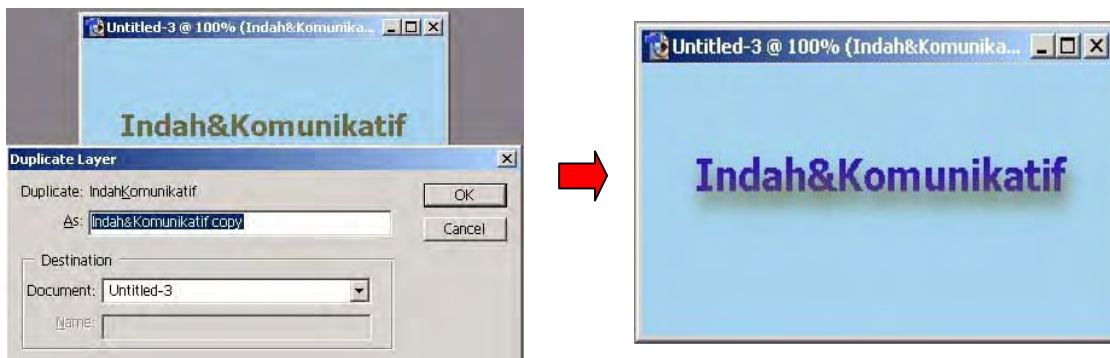 Untitled-3 @ 100% (Indah&Komunika...
Indah&Komunikatif
Duplicate Layer
Duplicate: IndahKomunikatif
OK
As: Indah&Komunikatif copy
Cancel
Destination
Document: Untitled-3
Name:
Untitled-3 @ 100% (Indah&Komunika...
Indah&Komunikatif